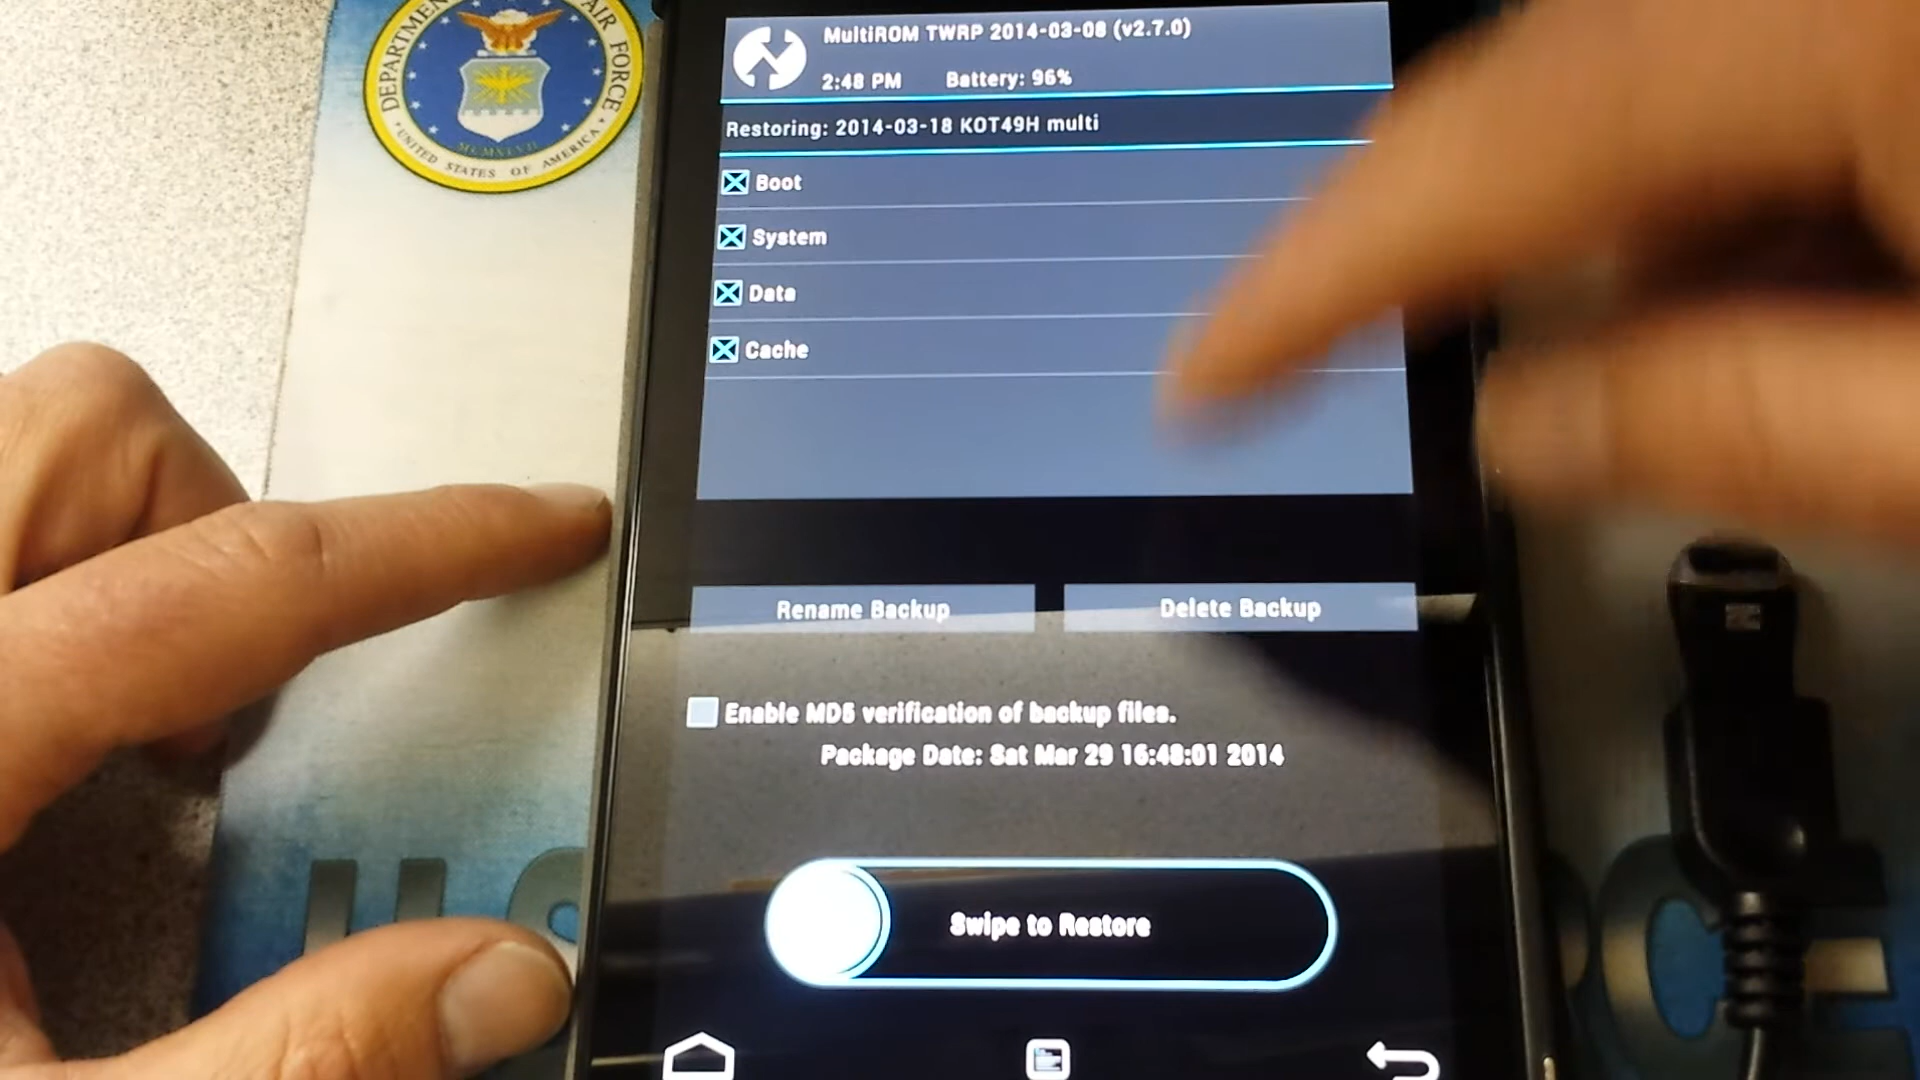 DEPARTMENT
AIR FORCE
MCMXLVII
UNITED STATES OF AMERICA
MultiROM TWRP 2014-03-08 (v2.7.0)
2:48 PM Battery: 96%
Restoring: 2014-03-18 KOT49H multi
Boot
System
Data
Cache
Rename Backup
Delete Backup
Enable MD5 verification of backup files.
Package Date: Sat Mar 29 16:48:01 2014
Swipe to Restore